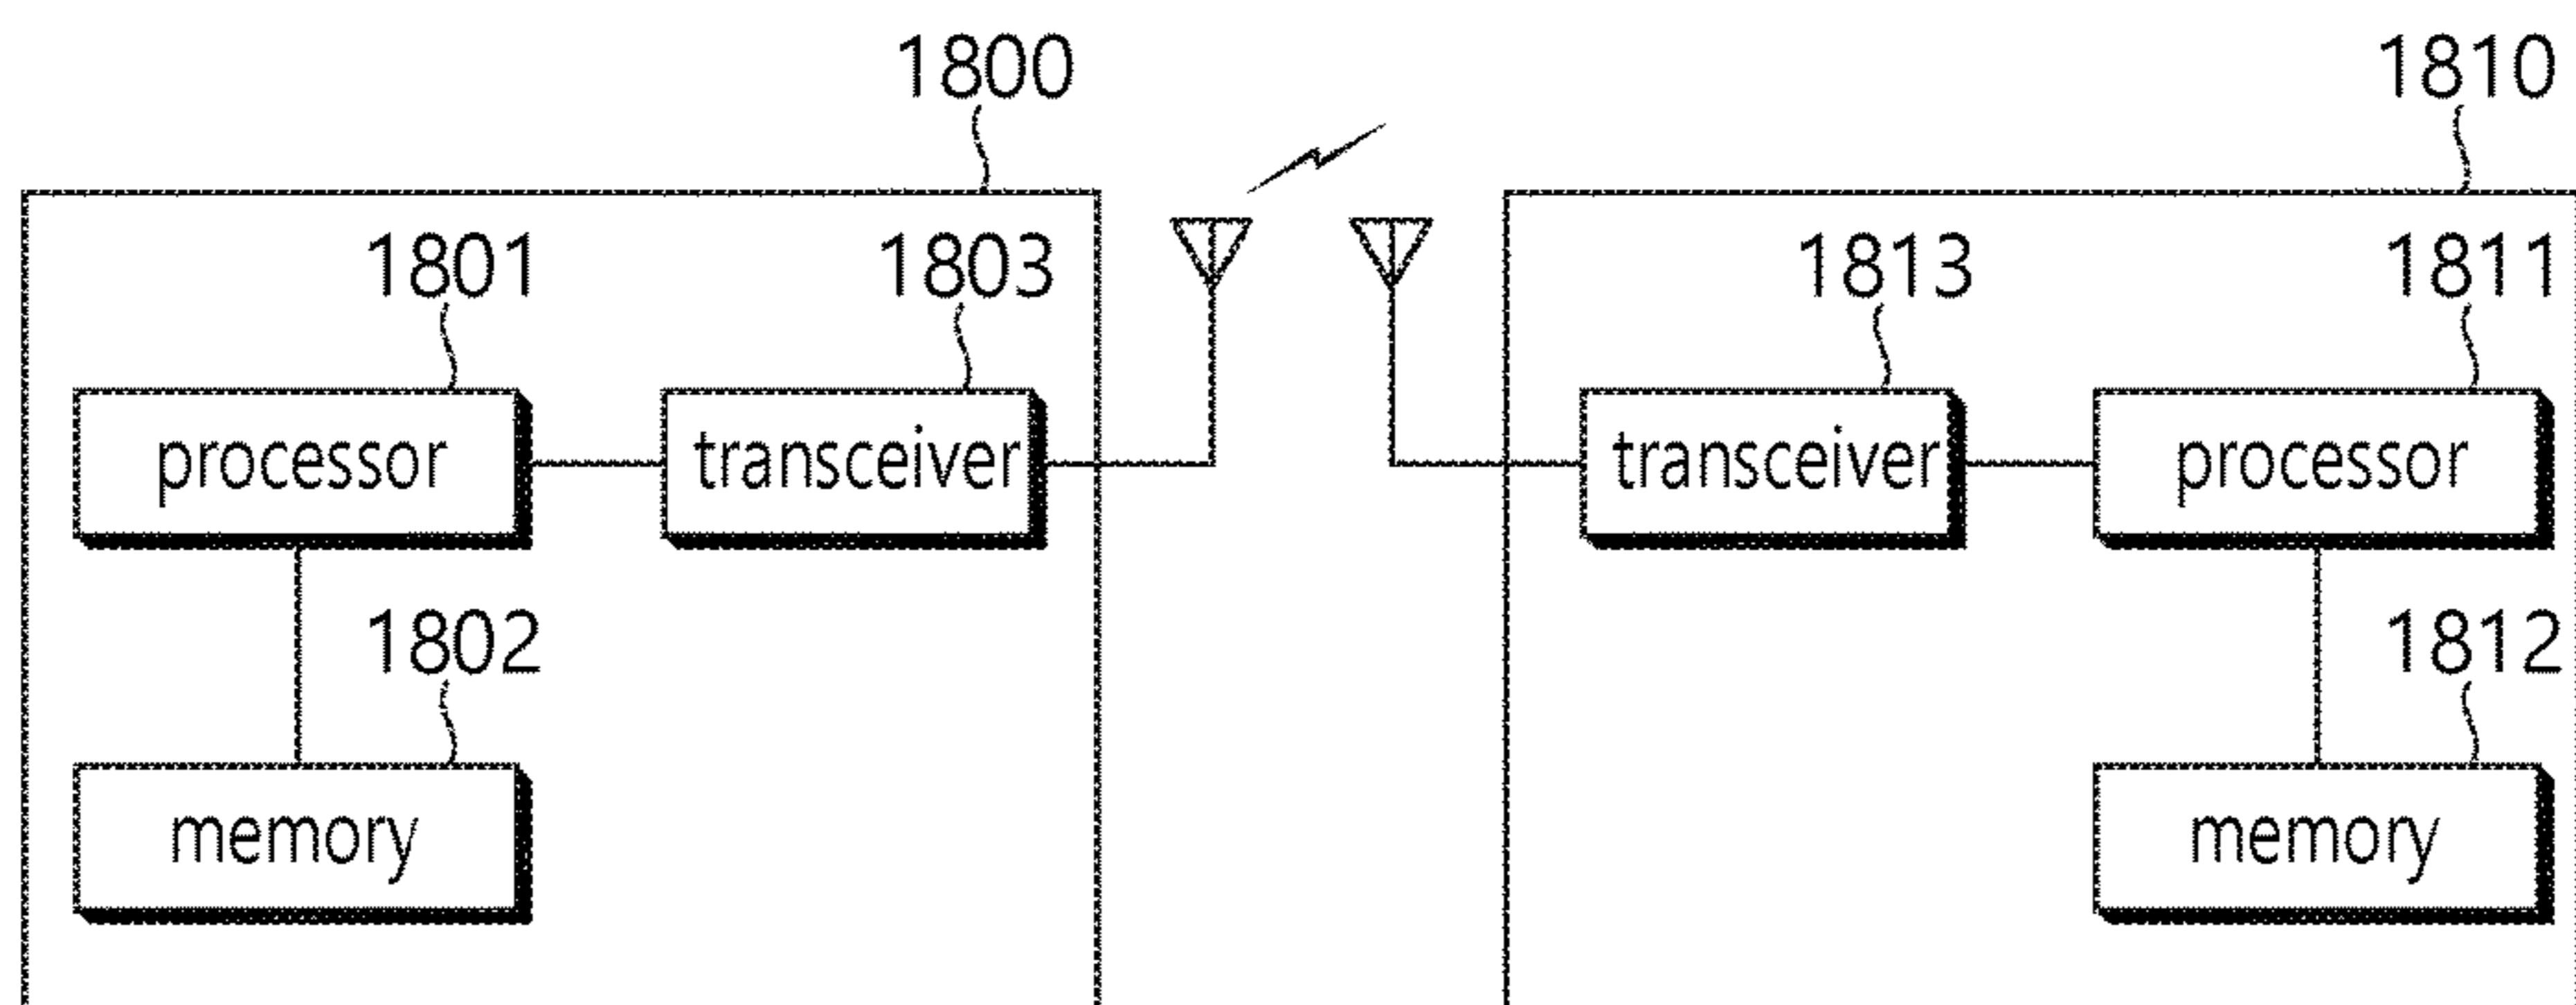 1800 1810
1801 1803 1813 1811
processor transceiver transceiver processor
1802 1812
memory memory